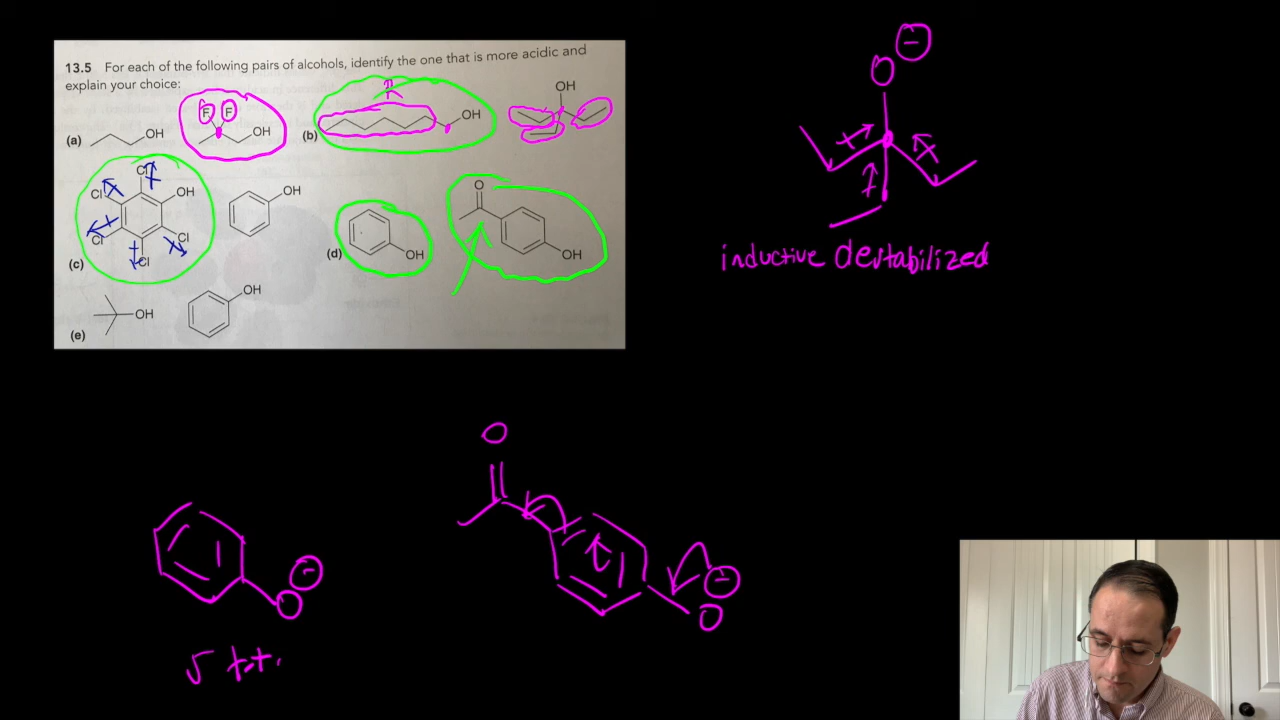 13.5 For each of the following pairs of alcohols, identify the one that is more acidic and
explain your choice:
(a) OH F F OH (b) OH OH
(c) Cl Cl Cl Cl Cl OH OH (d) OH O OH
(e) OH OH
O −
inductive destabilized
O − O
O − O
5 tot.